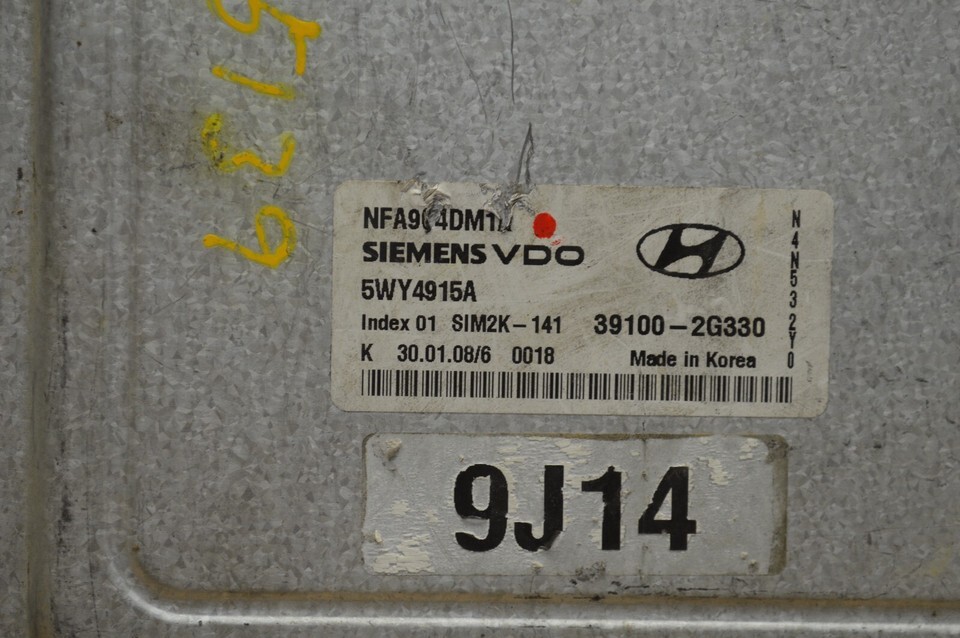 SIEMENS VDO
5WY4915A
Index 01 SIM2K-141 39100-2G330
K 30.01.08/6 0018 Made in Korea
N4N532Y0
9J14